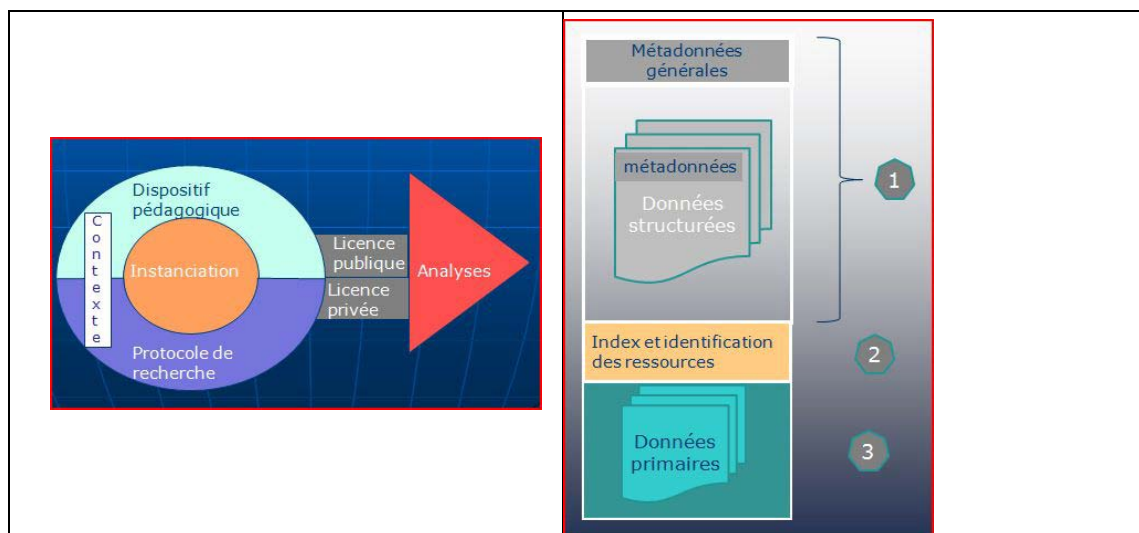 Dispositif
pédagogique
Contexte
Instanciation
Protocole de
recherche
Licence
publique
Licence
privée
Analyses
Métadonnées
générales
métadonnées
Données
structurées
1
Index et identification
des ressources
2
Données
primaires
3